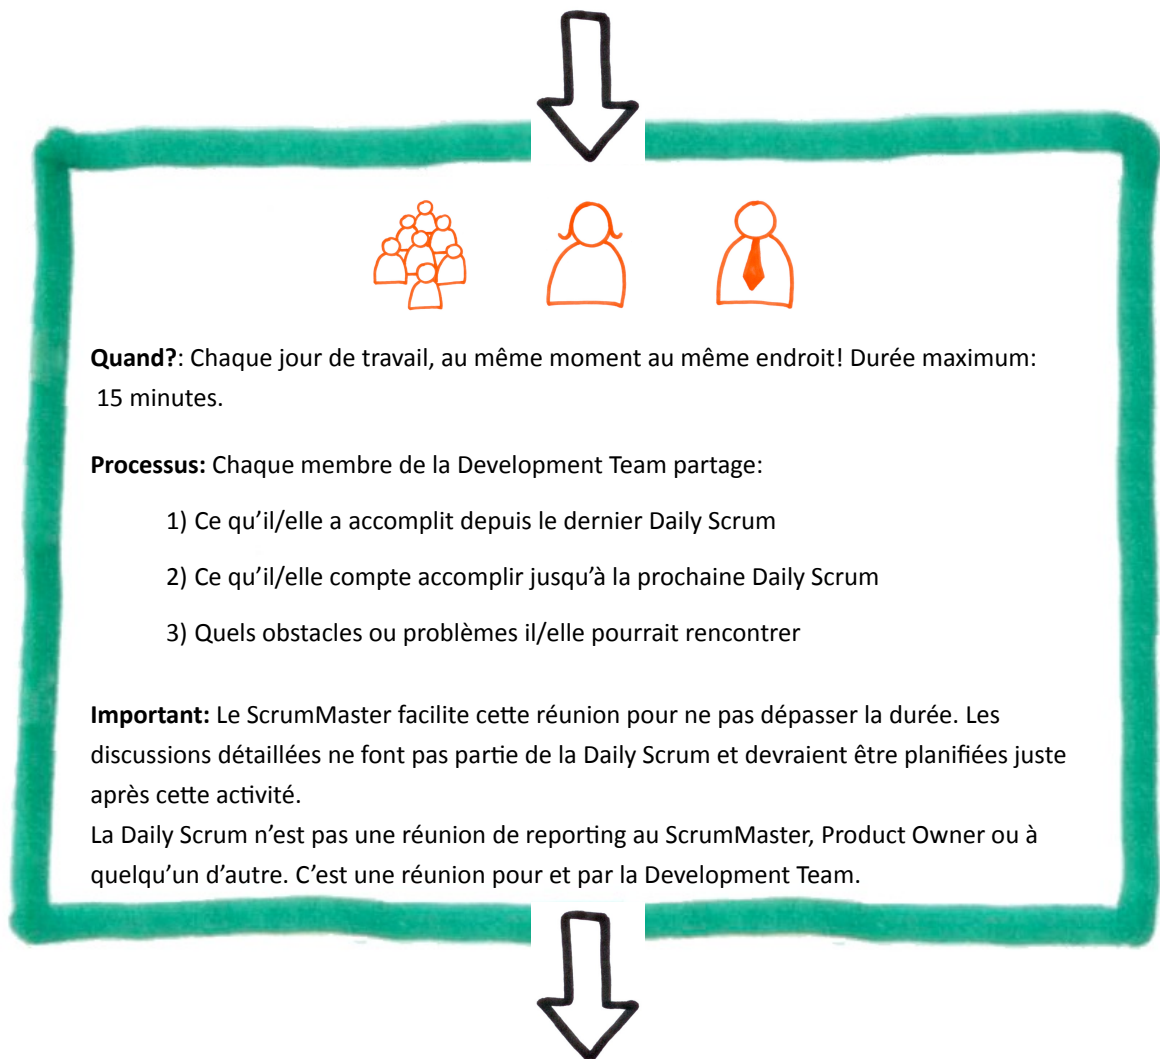 Quand?: Chaque jour de travail, au même moment au même endroit! Durée maximum:
15 minutes.
Processus: Chaque membre de la Development Team partage:
1) Ce qu’il/elle a accomplit depuis le dernier Daily Scrum
2) Ce qu’il/elle compte accomplir jusqu’à la prochaine Daily Scrum
3) Quels obstacles ou problèmes il/elle pourrait rencontrer
Important: Le ScrumMaster facilite cette réunion pour ne pas dépasser la durée. Les
discussions détaillées ne font pas partie de la Daily Scrum et devraient être planifiées juste
après cette activité.
La Daily Scrum n’est pas une réunion de reporting au ScrumMaster, Product Owner ou à
quelqu’un d’autre. C’est une réunion pour et par la Development Team.